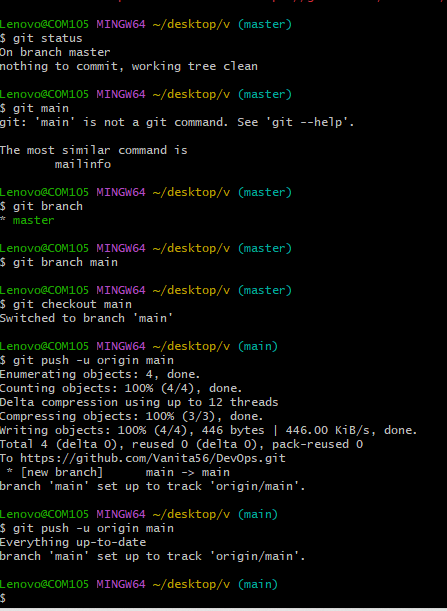 Lenovo@COM105 MINGW64 ~/desktop/v (master)
$ git status
On branch master
nothing to commit, working tree clean
Lenovo@COM105 MINGW64 ~/desktop/v (master)
$ git main
git: 'main' is not a git command. See 'git --help'.
The most similar command is
mailinfo
Lenovo@COM105 MINGW64 ~/desktop/v (master)
$ git branch
* master
Lenovo@COM105 MINGW64 ~/desktop/v (master)
$ git branch main
Lenovo@COM105 MINGW64 ~/desktop/v (master)
$ git checkout main
Switched to branch 'main'
Lenovo@COM105 MINGW64 ~/desktop/v (main)
$ git push -u origin main
Enumerating objects: 4, done.
Counting objects: 100% (4/4), done.
Delta compression using up to 12 threads
Compressing objects: 100% (3/3), done.
Writing objects: 100% (4/4), 446 bytes | 446.00 KiB/s, done.
Total 4 (delta 0), reused 0 (delta 0), pack-reused 0
To https://github.com/Vanita56/DevOps.git
* [new branch] main -> main
branch 'main' set up to track 'origin/main'.
Lenovo@COM105 MINGW64 ~/desktop/v (main)
$ git push -u origin main
Everything up-to-date
branch 'main' set up to track 'origin/main'.
Lenovo@COM105 MINGW64 ~/desktop/v (main)
$